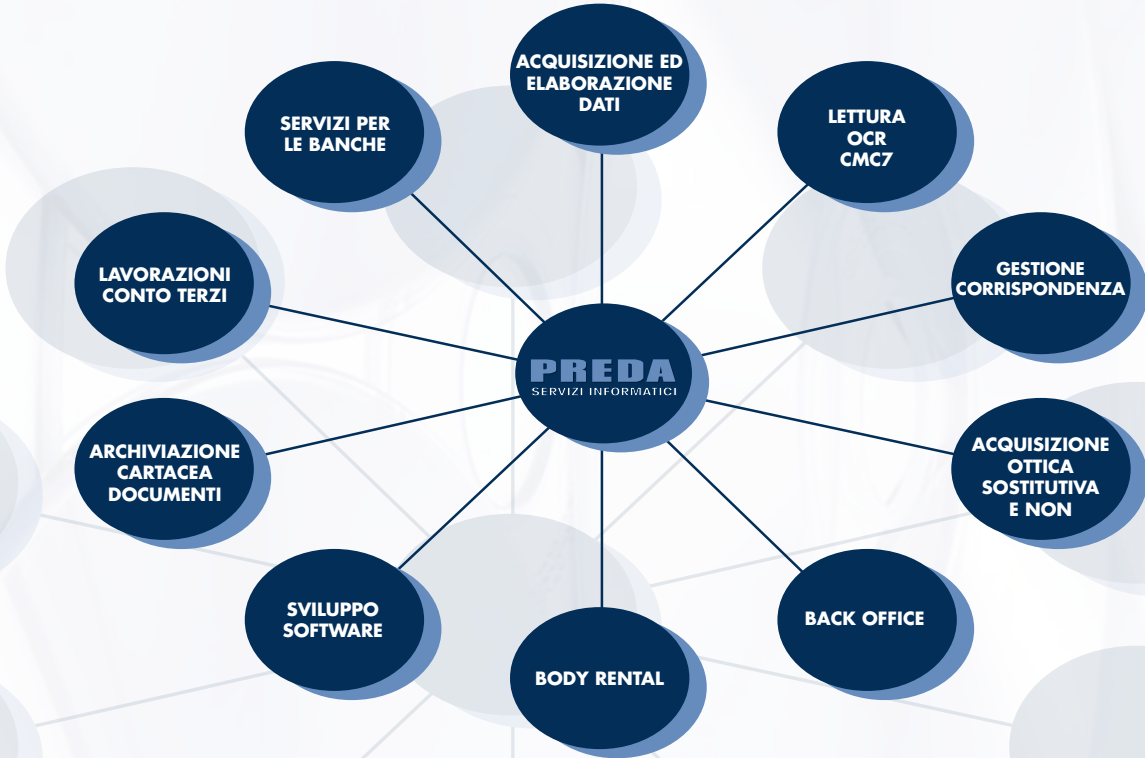 ACQUISIZIONE ED
ELABORAZIONE
DATI
SERVIZI PER
LE BANCHE
LETTURA
OCR
CMC7
LAVORAZIONI
CONTO TERZI
GESTIONE
CORRISPONDENZA
PREDA
SERVIZI INFORMATICI
ARCHIVIAZIONE
CARTACEA
DOCUMENTI
ACQUISIZIONE
OTTICA
SOSTITUTIVA
E NON
SVILUPPO
SOFTWARE
BACK OFFICE
BODY RENTAL